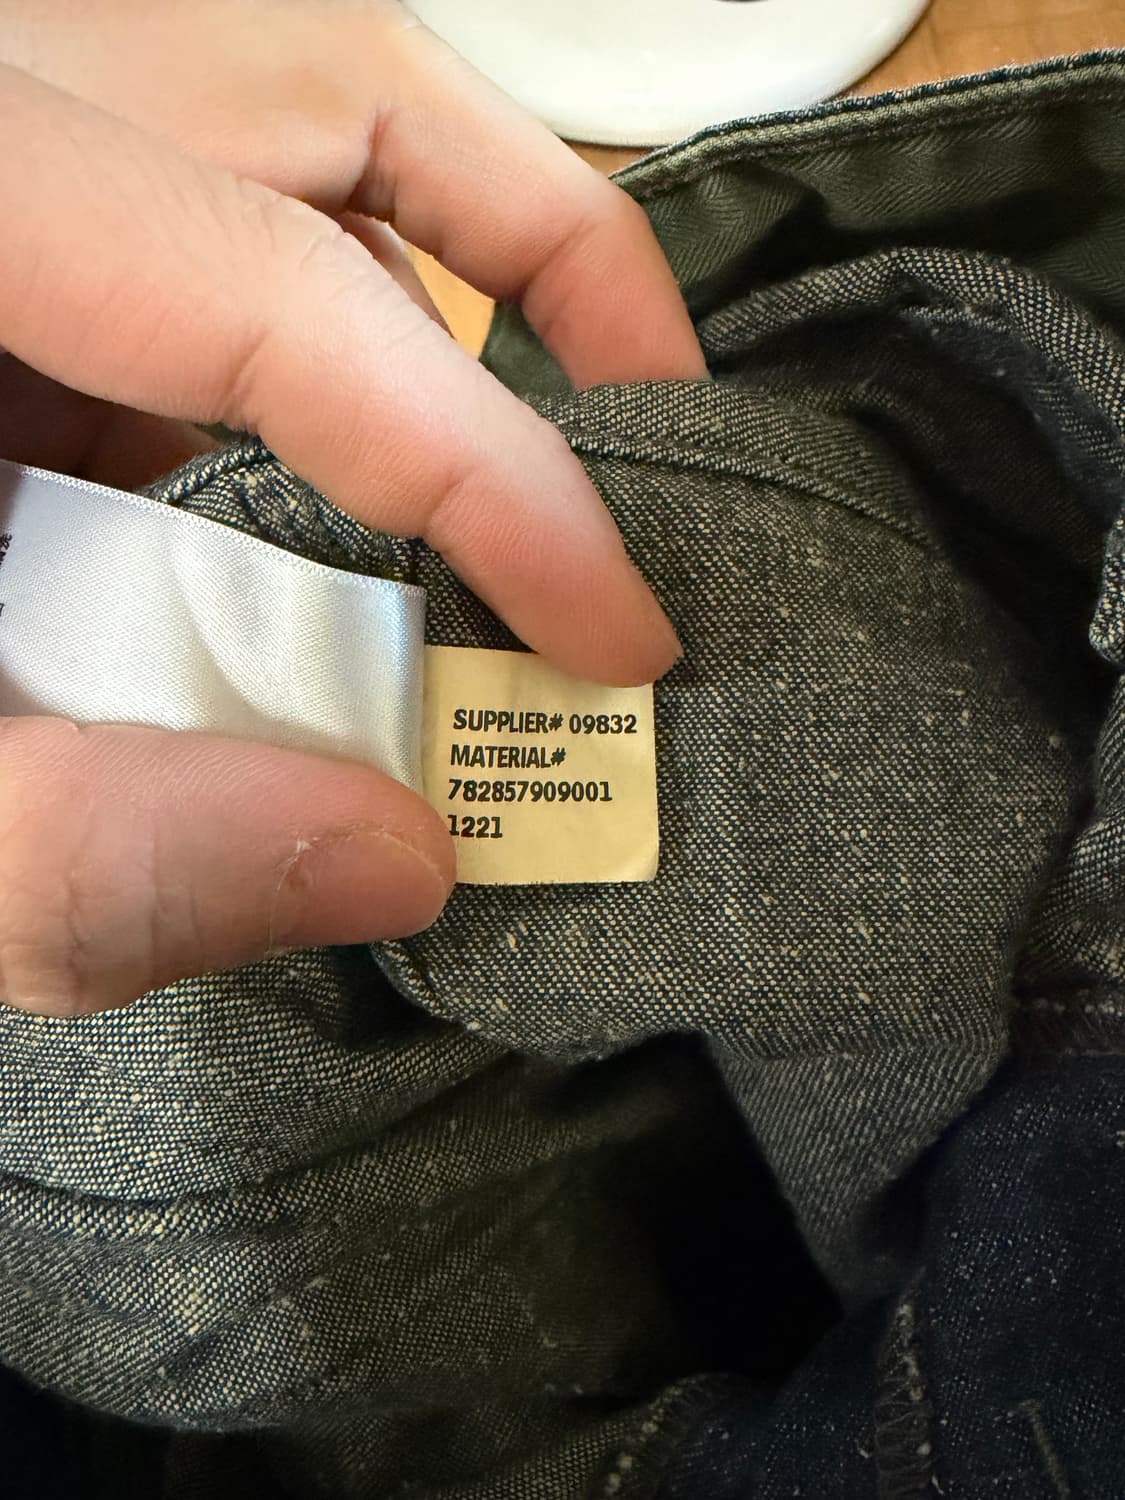 SUPPLIER# 09832
MATERIAL#
782857909001
1221